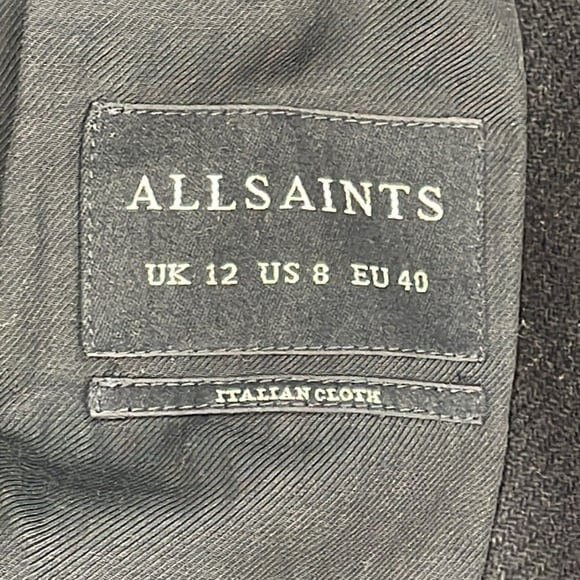 ALLSAINTS
UK 12 US 8 EU 40
ITALIAN CLOTH